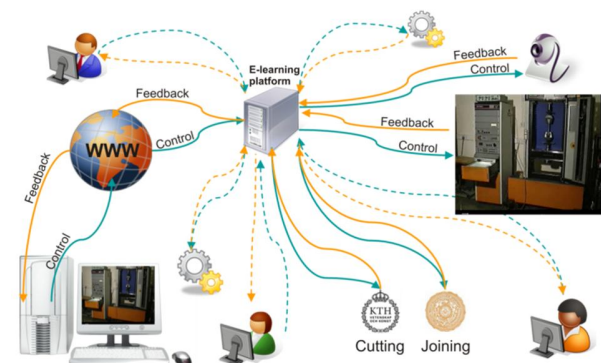 E-learning
platform
Feedback
Control
Feedback
Control
WWW
Feedback
Control
Feedback
Control
KTH
Cutting
Joining